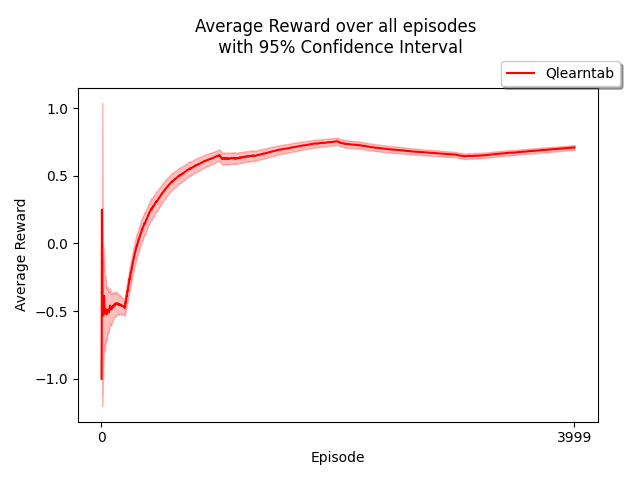 Average Reward over all episodes
with 95% Confidence Interval
Qlearntab
1.0
0.5
0.0
−0.5
−1.0
Average Reward
0
3999
Episode